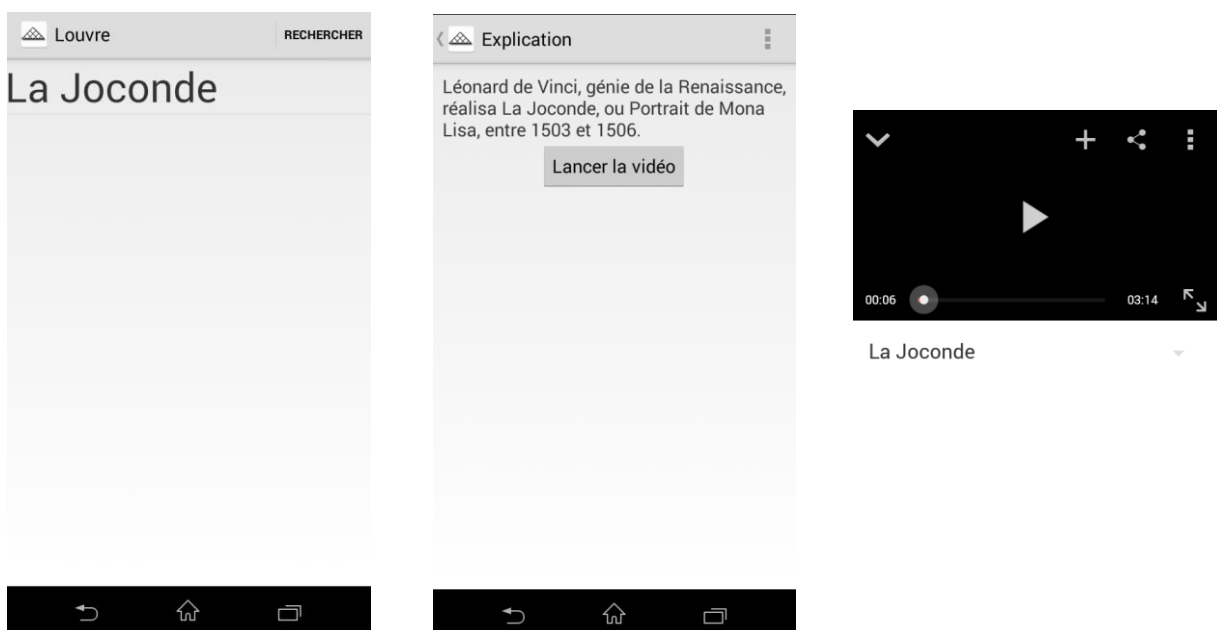 Louvre
RECHERCHER
La Joconde
Explication
Léonard de Vinci, génie de la Renaissance,
réalisa La Joconde, ou Portrait de Mona
Lisa, entre 1503 et 1506.
Lancer la vidéo
00:06
03:14
La Joconde